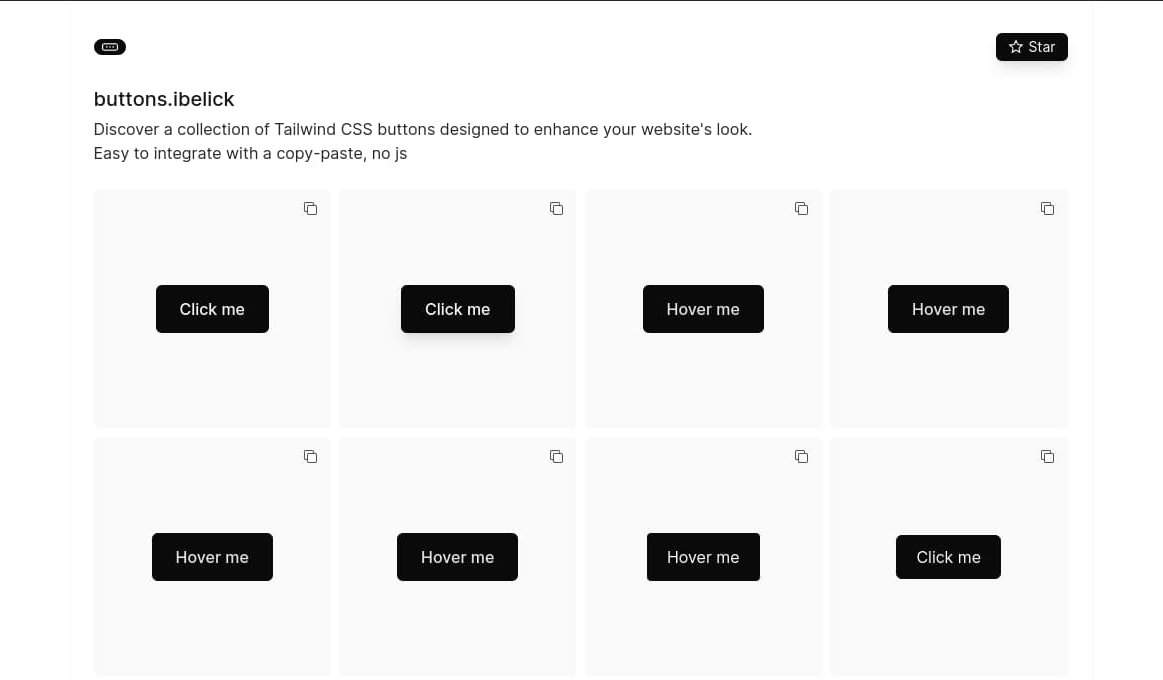 Star
buttons.ibelick
Discover a collection of Tailwind CSS buttons designed to enhance your website's look.
Easy to integrate with a copy-paste, no js
Click me
Click me
Hover me
Hover me
Hover me
Hover me
Hover me
Click me